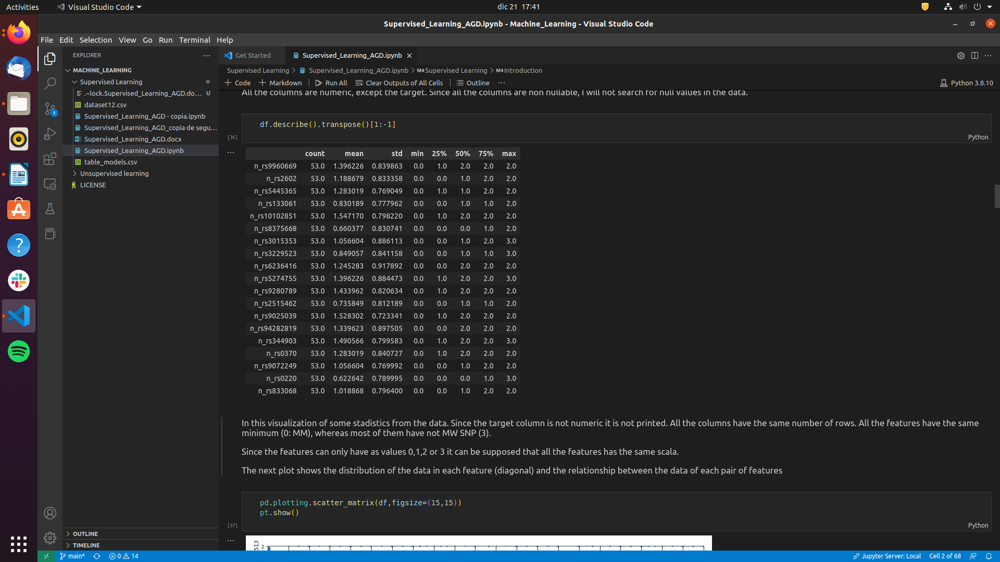 Activities
Visual Studio Code
dic 21 17:41
Supervised_Learning_AGD.ipynb - Machine_Learning - Visual Studio Code
File Edit Selection View Go Run Terminal Help
EXPLORER
MACHINE_LEARNING
Supervised Learning
.~lock.Supervised_Learning_AGD.do... U
dataset12.csv
Supervised_Learning_AGD - copia.ipynb
Supervised_Learning_AGD_copia de segu...
Supervised_Learning_AGD.docx
Supervised_Learning_AGD.ipynb
table_models.csv
Unsupervised learning
LICENSE
1
OUTLINE
TIMELINE
Get Started
Supervised_Learning_AGD.ipynb
Supervised Learning > Supervised_Learning_AGD.ipynb > M↓Supervised Learning > M↓Introduction
+ Code + Markdown Run All Clear Outputs of All Cells Outline ...
Python 3.8.10
All the columns are numeric, except the target. Since all the columns are non nullable, I will not search for null values in the data.
df.describe().transpose()[1:-1]
[36]
Python
count mean std min 25% 50% 75% max
n_rs9960669 53.0 1.396226 0.839863 0.0 1.0 2.0 2.0 2.0
n_rs2602 53.0 1.188679 0.833358 0.0 0.0 1.0 2.0 2.0
n_rs5445365 53.0 1.283019 0.769049 0.0 1.0 1.0 2.0 2.0
n_rs133061 53.0 0.830189 0.777962 0.0 0.0 1.0 1.0 2.0
n_rs10102851 53.0 1.547170 0.798220 0.0 1.0 2.0 2.0 2.0
n_rs8375668 53.0 0.660377 0.830741 0.0 0.0 0.0 1.0 2.0
n_rs3015353 53.0 1.056604 0.886113 0.0 0.0 1.0 2.0 3.0
n_rs3229523 53.0 0.849057 0.841158 0.0 0.0 1.0 1.0 3.0
n_rs6236416 53.0 1.245283 0.917892 0.0 0.0 2.0 2.0 2.0
n_rs5274755 53.0 1.396226 0.884473 0.0 1.0 2.0 2.0 3.0
n_rs9280789 53.0 1.433962 0.820634 0.0 1.0 2.0 2.0 2.0
n_rs2515462 53.0 0.735849 0.812189 0.0 0.0 1.0 1.0 2.0
n_rs9025039 53.0 1.528302 0.723341 0.0 1.0 2.0 2.0 2.0
n_rs94282819 53.0 1.339623 0.897505 0.0 0.0 2.0 2.0 2.0
n_rs344903 53.0 1.490566 0.799583 0.0 1.0 2.0 2.0 3.0
n_rs0370 53.0 1.283019 0.840727 0.0 1.0 2.0 2.0 2.0
n_rs9072249 53.0 1.056604 0.769992 0.0 0.0 1.0 2.0 2.0
n_rs0220 53.0 0.622642 0.789995 0.0 0.0 0.0 1.0 3.0
n_rs833068 53.0 1.018868 0.796400 0.0 0.0 1.0 2.0 2.0
In this visualization of some stadistics from the data. Since the target column is not numeric it is not printed. All the columns have the same number of rows. All the features have the same
minimum (0: MM), whereas most of them have not MW SNP (3).
Since the features can only have as values 0,1,2 or 3 it can be supposed that all the features has the same scala.
The next plot shows the distribution of the data in each feature (diagonal) and the relationship between the data of each pair of features
pd.plotting.scatter_matrix(df,figsize=(15,15))
pt.show()
[37]
Python
513
2
main* 0 14
Jupyter Server: Local Cell 2 of 68